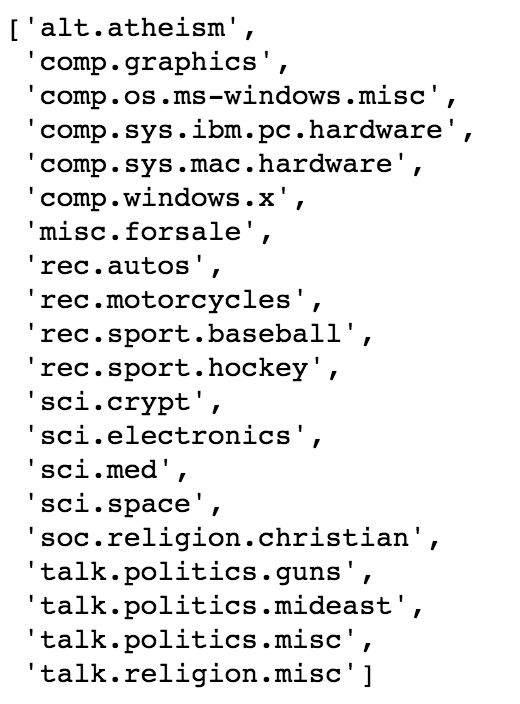 ['alt.atheism',
'comp.graphics',
'comp.os.ms-windows.misc',
'comp.sys.ibm.pc.hardware',
'comp.sys.mac.hardware',
'comp.windows.x',
'misc.forsale',
'rec.autos',
'rec.motorcycles',
'rec.sport.baseball',
'rec.sport.hockey',
'sci.crypt',
'sci.electronics',
'sci.med',
'sci.space',
'soc.religion.christian',
'talk.politics.guns',
'talk.politics.mideast',
'talk.politics.misc',
'talk.religion.misc']